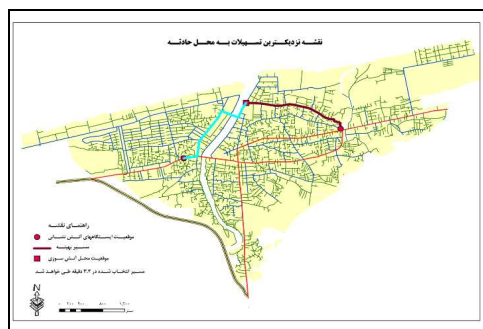 نقشه نزدیکترین تسهیلات به محل حادثه
راهنمای نقشه
موقعیت ایستگاههای آتش نشانی
مسیر بهینه
موقعیت محل آتش سوزی
مسیر انتخاب شده در ۳.۲ دقیقه طی خواهد شد
متر